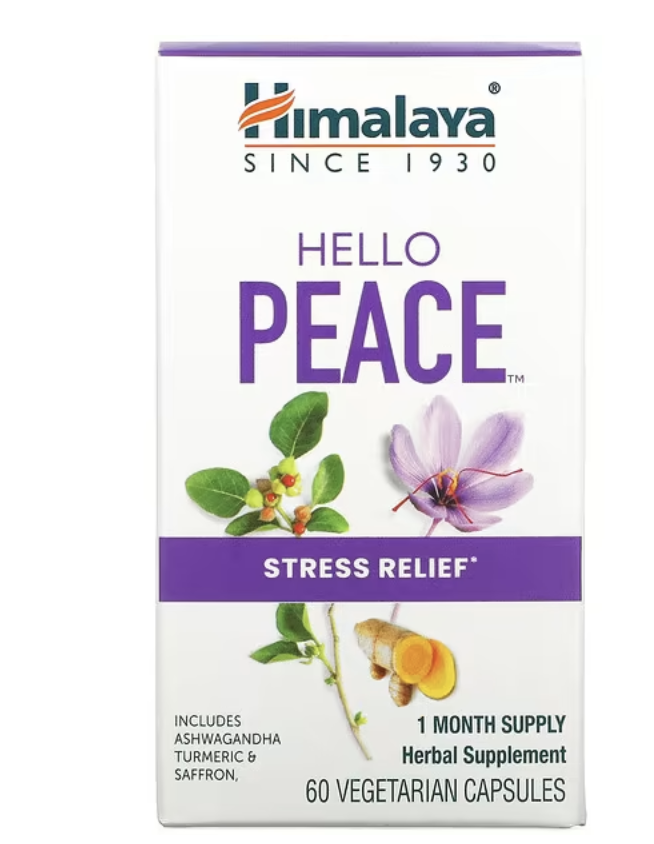 Himalaya®
SINCE 1930
HELLO
PEACE™
STRESS RELIEF*
INCLUDES
ASHWAGANDHA
TURMERIC &
SAFFRON,
1 MONTH SUPPLY
Herbal Supplement
60 VEGETARIAN CAPSULES